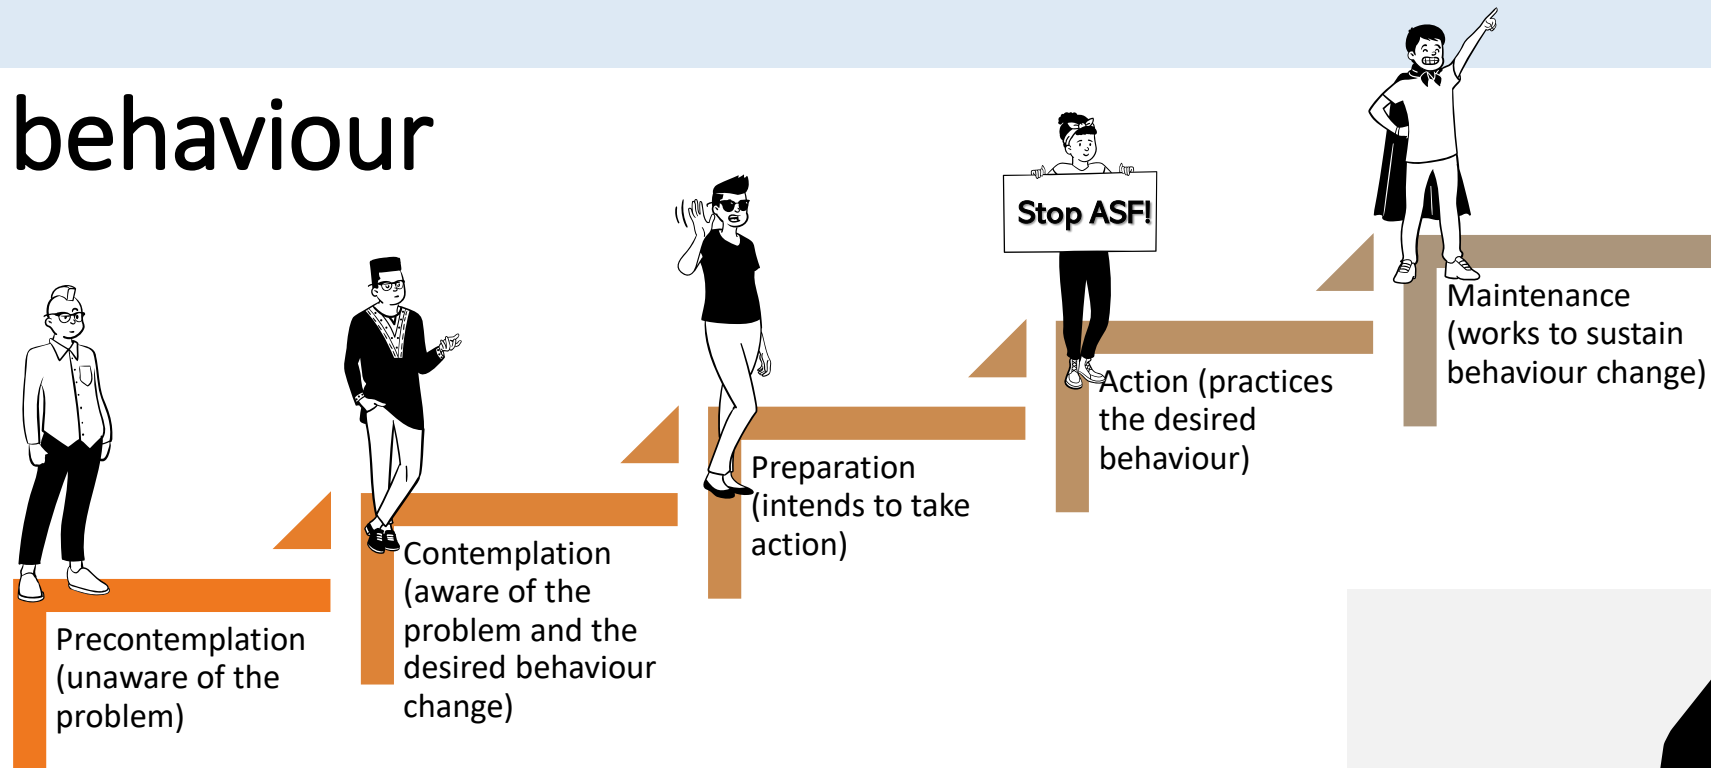 behaviour
Stop ASF!
Precontemplation
(unaware of the
problem)
Contemplation
(aware of the
problem and the
desired behaviour
change)
Preparation
(intends to take
action)
Action (practices
the desired
behaviour)
Maintenance
(works to sustain
behaviour change)